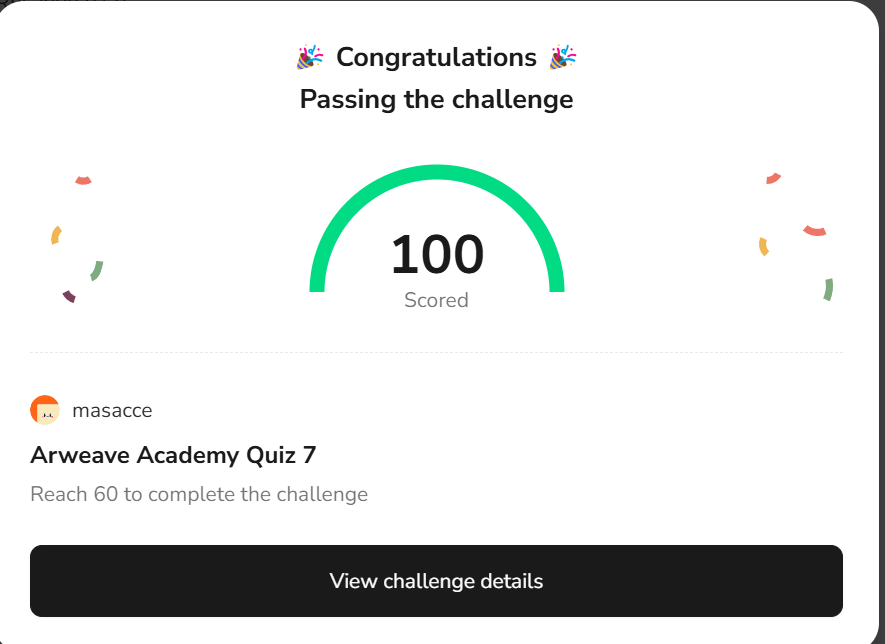 Congratulations
Passing the challenge
100
Scored
masacce
Arweave Academy Quiz 7
Reach 60 to complete the challenge
View challenge details